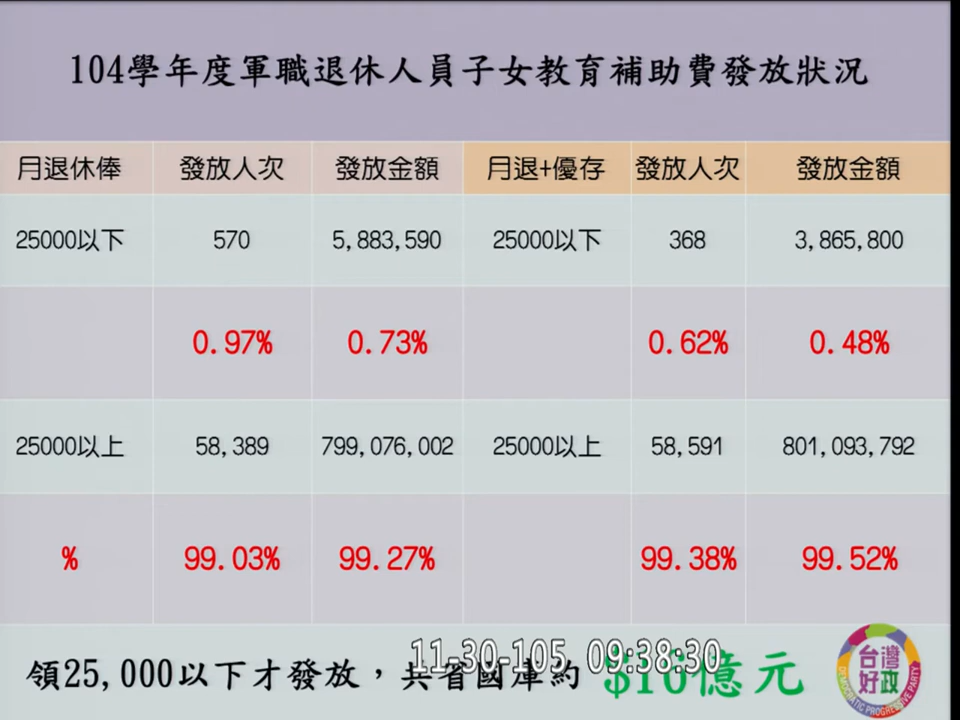 104學年度軍職退休人員子女教育補助費發放狀況
月退休俸 發放人次 發放金額 月退+優存 發放人次 發放金額
25000以下 570 5,883,590 25000以下 368 3,865,800
0.97% 0.73% 0.62% 0.48%
25000以上 58,389 799,076,002 25000以上 58,591 801,093,792
% 99.03% 99.27% 99.38% 99.52%
領25,000以下才發放，共省國庫約 $16億元
11-30-105 09:38:30
台灣
好政
DEMOCRATIC PROGRESSIVE PARTY